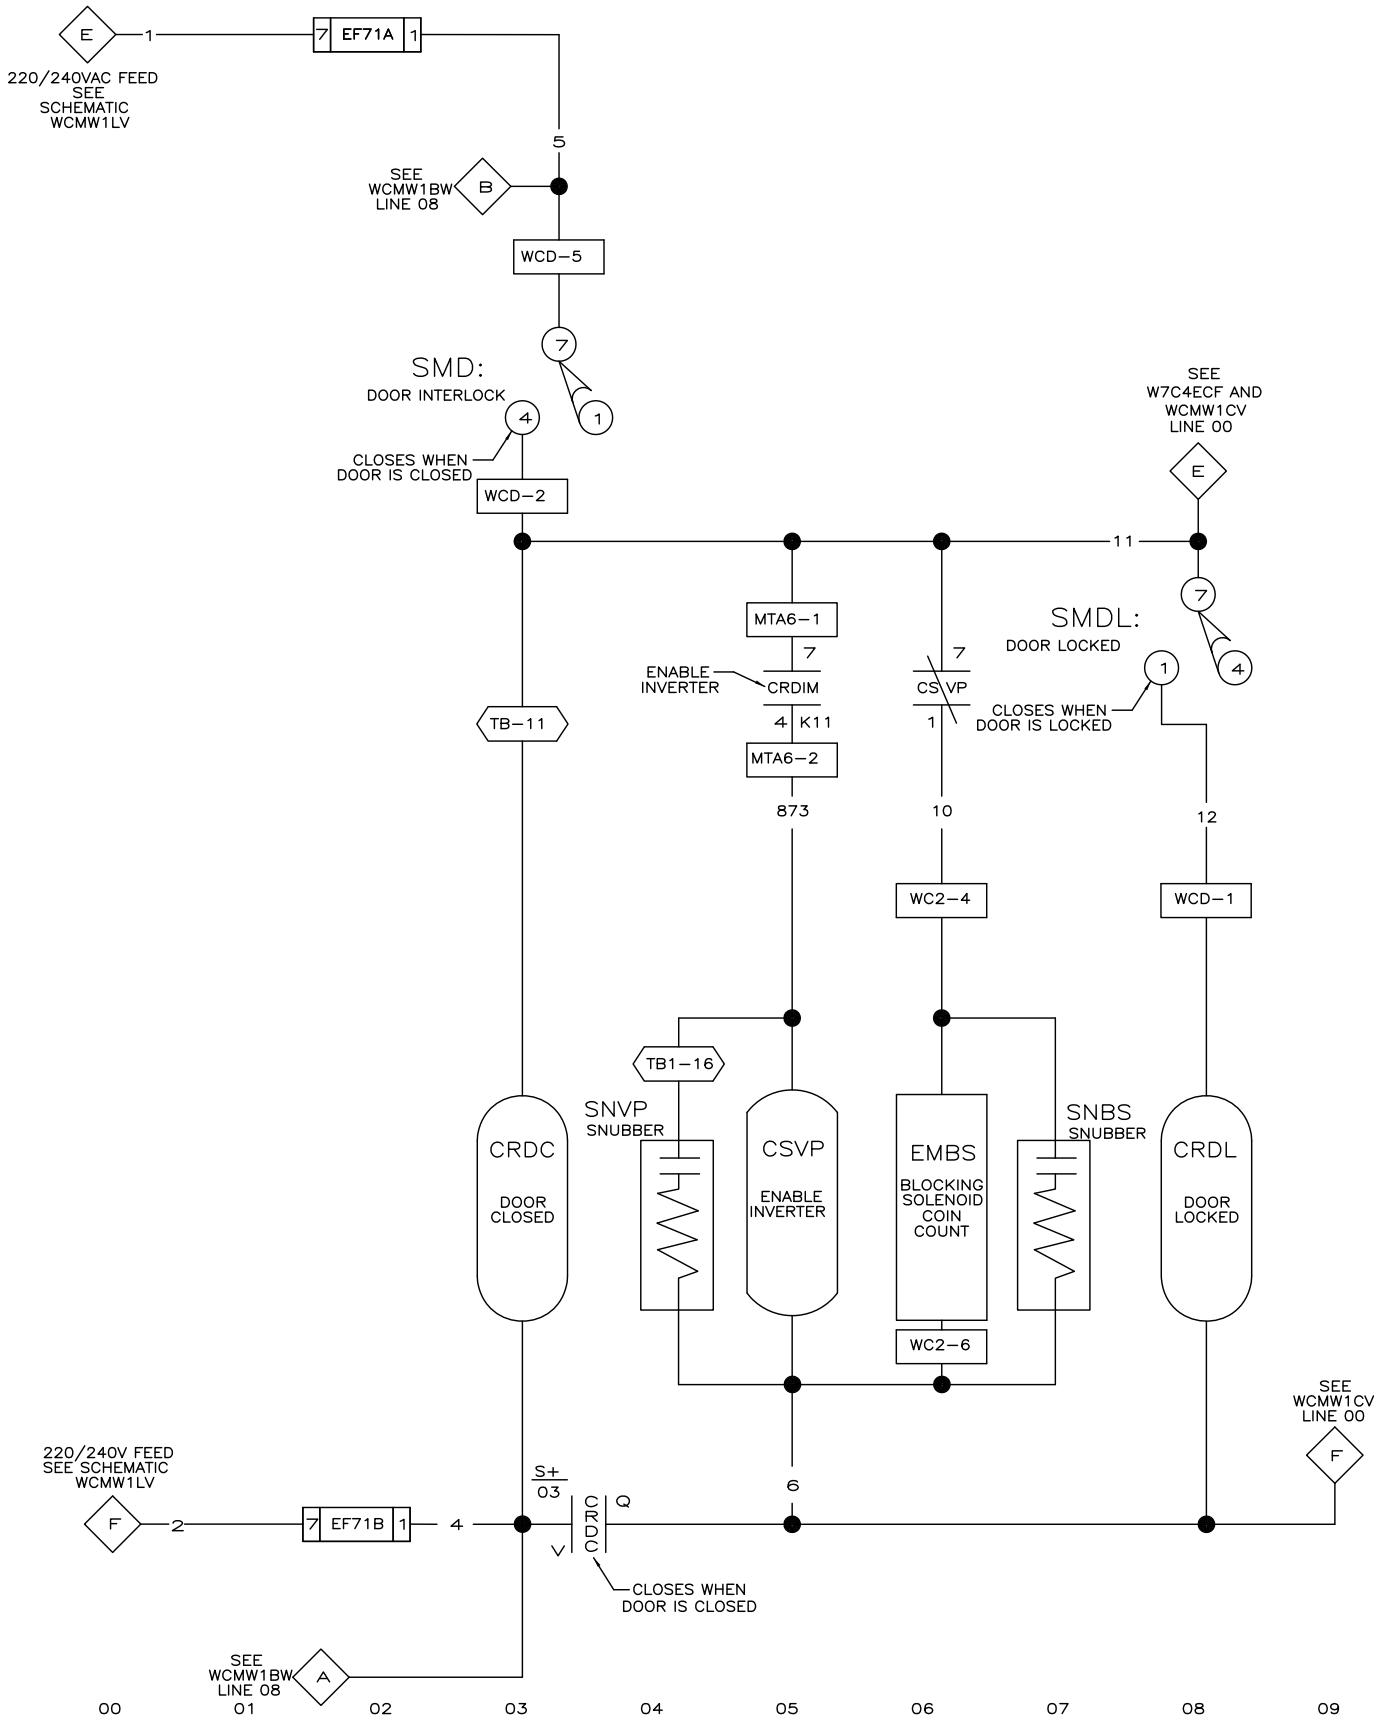 E
1
7 EF71A 1
220/240VAC FEED
SEE
SCHEMATIC
WCMW1LV
5
SEE
WCMW1BW
LINE 08
B
WCD-5
7
SMD:
DOOR INTERLOCK
4
1
CLOSES WHEN
DOOR IS CLOSED
WCD-2
SEE
W7C4ECF AND
WCMW1CV
LINE 00
E
11
7
SMDL:
DOOR LOCKED
1
4
CLOSES WHEN
DOOR IS LOCKED
MTA6-1
7
ENABLE
INVERTER
CRDIM
4 K11
MTA6-2
873
7
CSVP
1
10
12
TB-11
WC2-4
WCD-1
TB1-16
SNVP
SNUBBER
SNBS
SNUBBER
CRDC
DOOR
CLOSED
CSVP
ENABLE
INVERTER
EMBS
BLOCKING
SOLENOID
COIN
COUNT
CRDL
DOOR
LOCKED
WC2-6
SEE
WCMW1CV
LINE 00
F
220/240V FEED
SEE SCHEMATIC
WCMW1LV
F
2
7 EF71B 1
4
S+
03
V
CRDC
Q
6
CLOSES WHEN
DOOR IS CLOSED
SEE
WCMW1BW
LINE 08
A
00 01 02 03 04 05 06 07 08 09